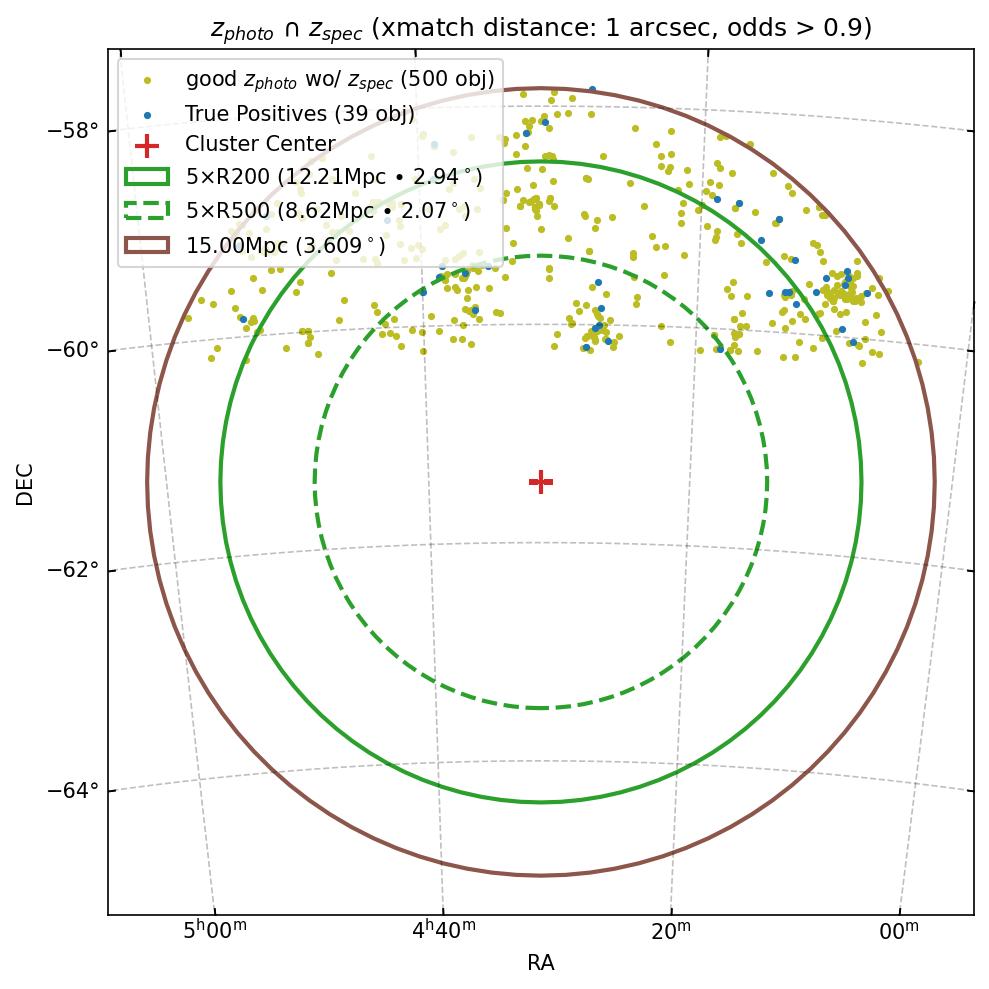 z_photo ∩ z_spec (xmatch distance: 1 arcsec, odds > 0.9)
good z_photo wo/ z_spec (500 obj)
True Positives (39 obj)
Cluster Center
5×R200 (12.21Mpc • 2.94°)
5×R500 (8.62Mpc • 2.07°)
15.00Mpc (3.609°)
−58°
−60°
−62°
−64°
DEC
5h00m
4h40m
20m
00m
RA